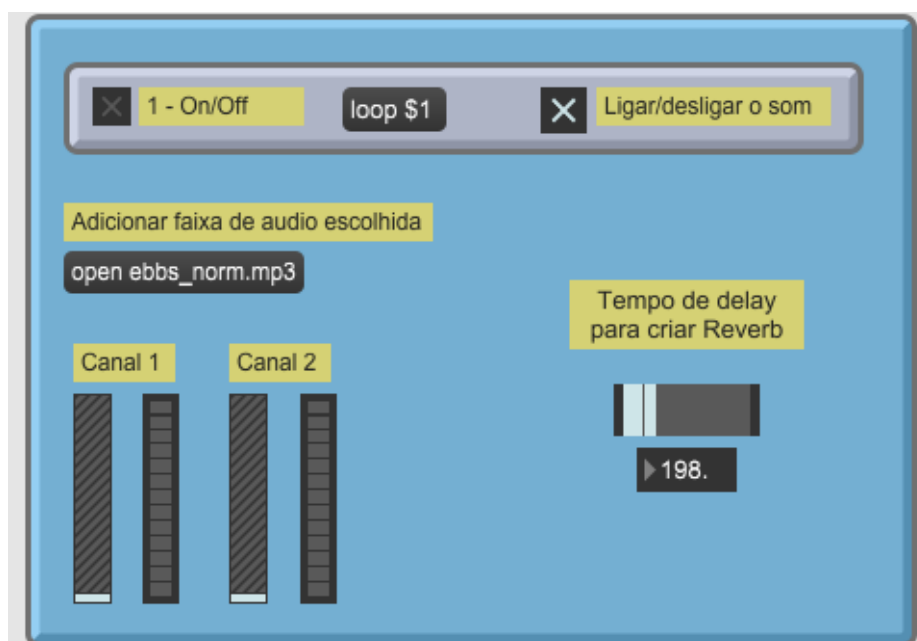 1 - On/Off
loop $1
Ligar/desligar o som
Adicionar faixa de audio escolhida
open ebbs_norm.mp3
Tempo de delay
para criar Reverb
Canal 1
Canal 2
198.